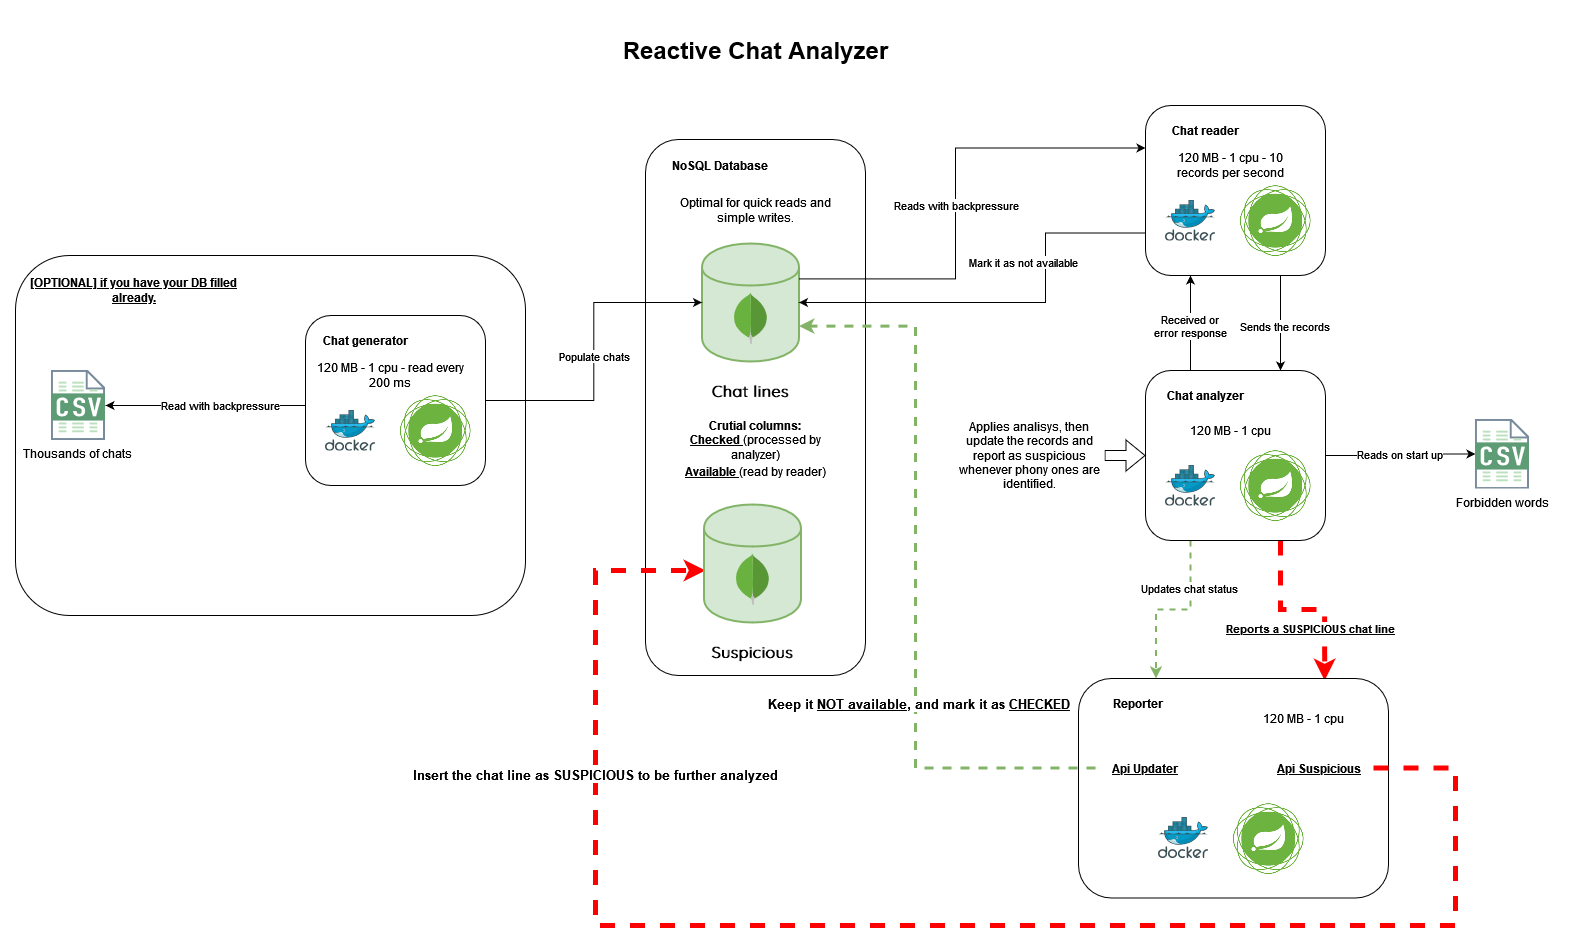 Reactive Chat Analyzer
[OPTIONAL] if you have your DB filled
already.
Chat generator
120 MB - 1 cpu - read every
200 ms
docker
CSV
Thousands of chats
Read with backpressure
Populate chats
NoSQL Database
Optimal for quick reads and
simple writes.
Chat lines
Crutial columns:
Checked (processed by
analyzer)
Available (read by reader)
Suspicious
Reads with backpressure
Mark it as not available
Chat reader
120 MB - 1 cpu - 10
records per second
docker
Received or
error response
Sends the records
Chat analyzer
120 MB - 1 cpu
docker
Applies analisys, then
update the records and
report as suspicious
whenever phony ones are
identified.
Reads on start up
CSV
Forbidden words
Updates chat status
Reports a SUSPICIOUS chat line
Keep it NOT available, and mark it as CHECKED
Reporter
120 MB - 1 cpu
Api Updater
Api Suspicious
docker
Insert the chat line as SUSPICIOUS to be further analyzed